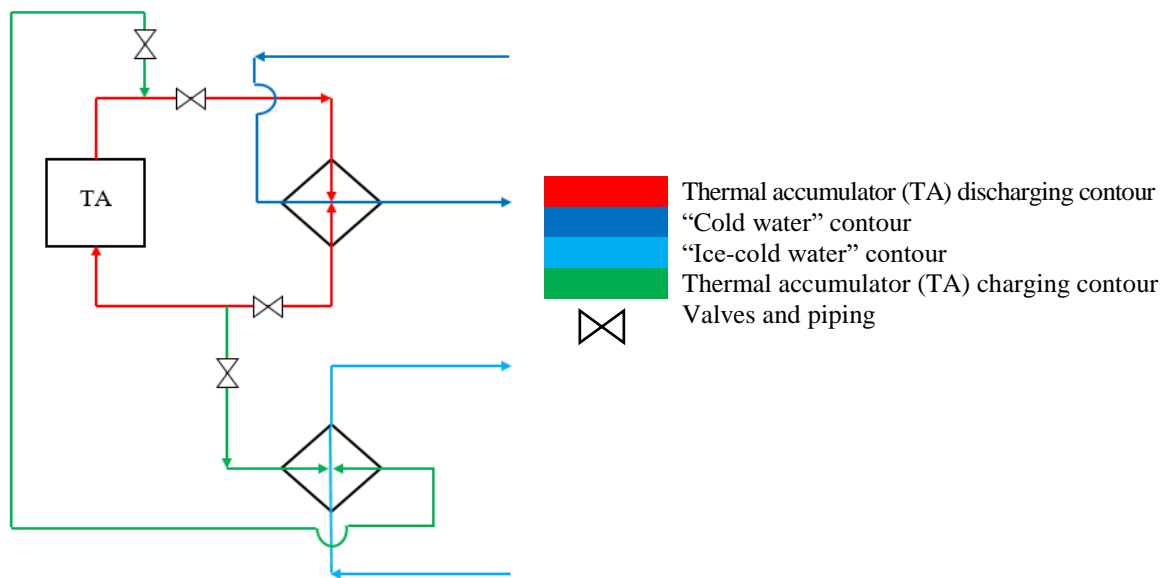 TA
Thermal accumulator (TA) discharging contour
“Cold water” contour
“Ice-cold water” contour
Thermal accumulator (TA) charging contour
Valves and piping